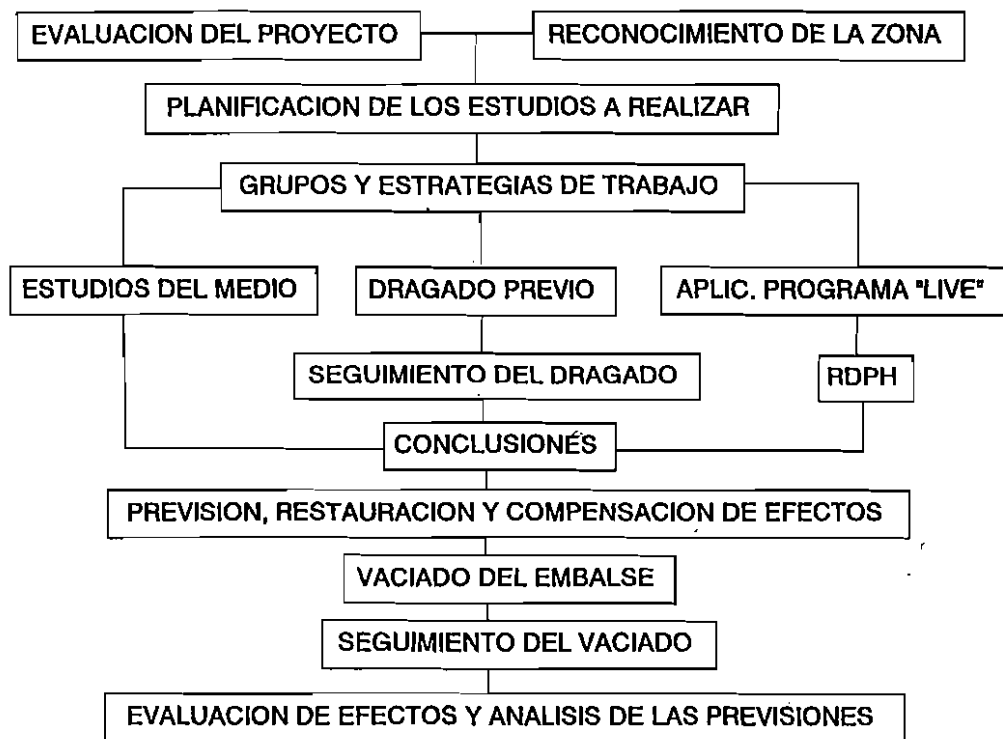 EVALUACION DEL PROYECTO
RECONOCIMIENTO DE LA ZONA
PLANIFICACION DE LOS ESTUDIOS A REALIZAR
GRUPOS Y ESTRATEGIAS DE TRABAJO
ESTUDIOS DEL MEDIO
DRAGADO PREVIO
APLIC. PROGRAMA "LIVE"
SEGUIMIENTO DEL DRAGADO
RDPH
CONCLUSIONÉS
PREVISION, RESTAURACION Y COMPENSACION DE EFECTOS
VACIADO DEL EMBALSE
SEGUIMIENTO DEL VACIADO
EVALUACION DE EFECTOS Y ANALISIS DE LAS PREVISIONES